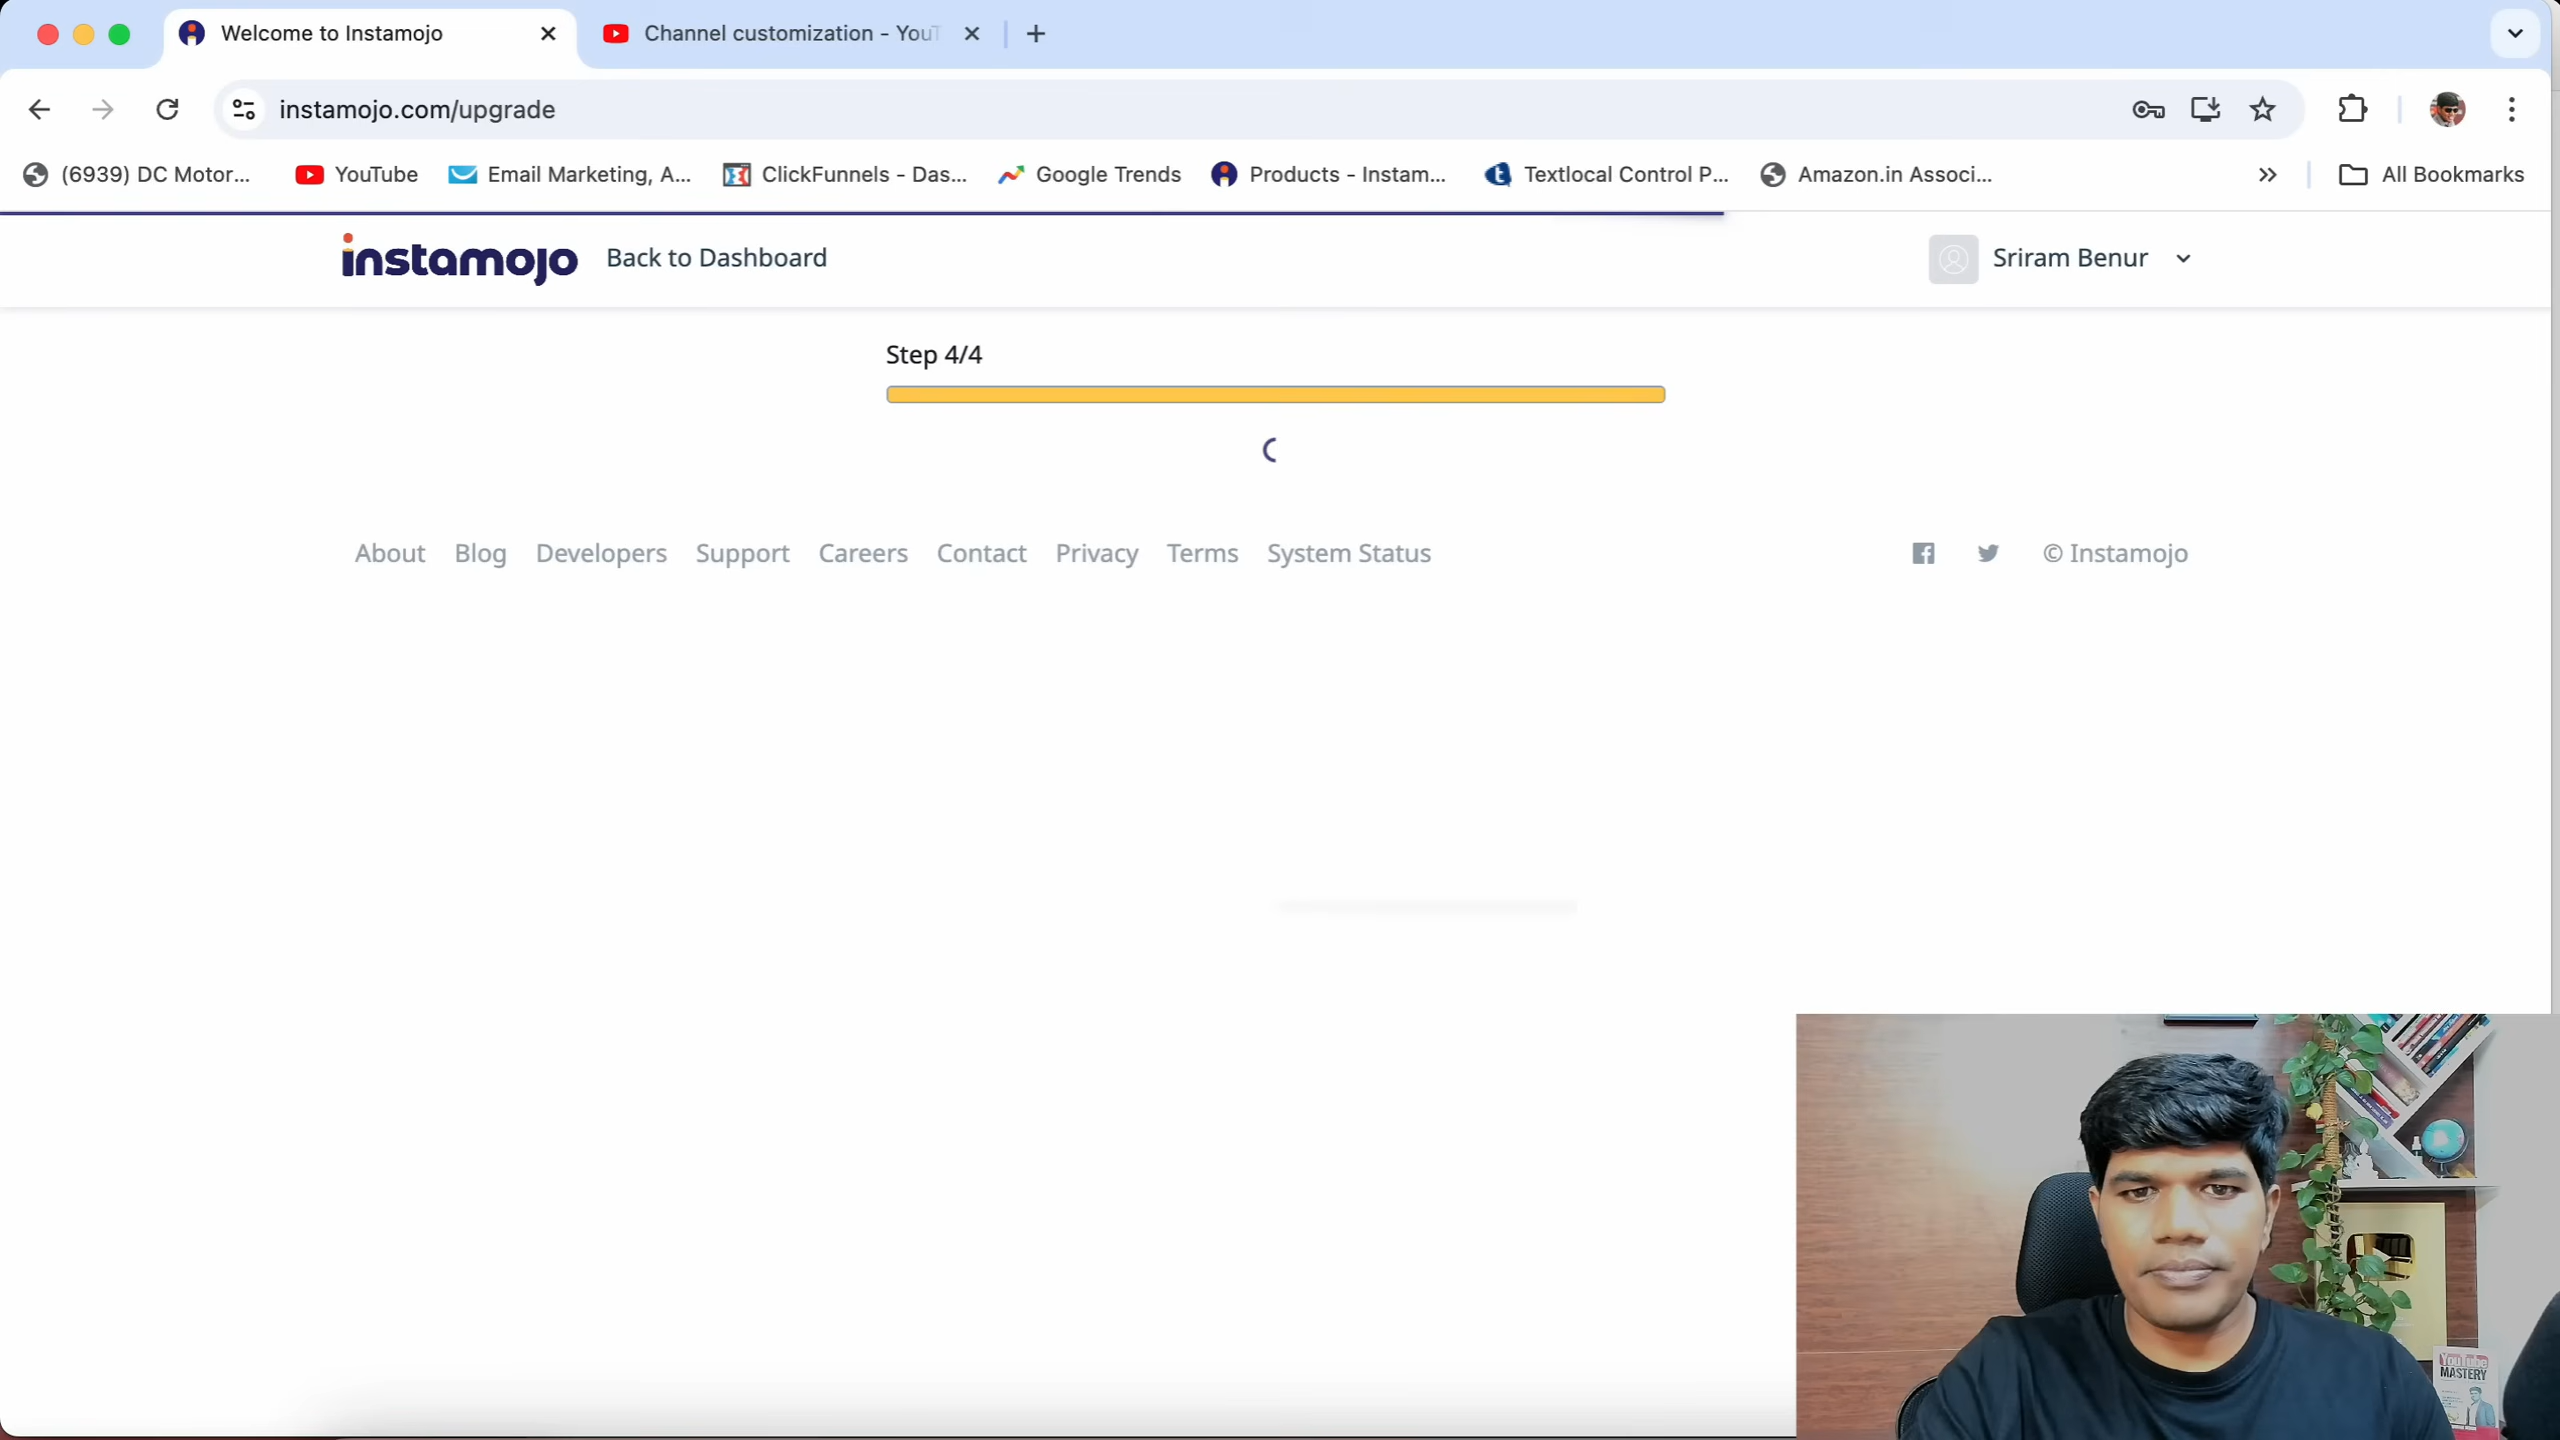 Welcome to Instamojo
Channel customization - YouT
instamojo.com/upgrade
(6939) DC Motor...
YouTube
Email Marketing, A...
ClickFunnels - Das...
Google Trends
Products - Instam...
Textlocal Control P...
Amazon.in Associ...
All Bookmarks
instamojo
Back to Dashboard
Sriram Benur
Step 4/4
About
Blog
Developers
Support
Careers
Contact
Privacy
Terms
System Status
© Instamojo
YouTube
MASTERY